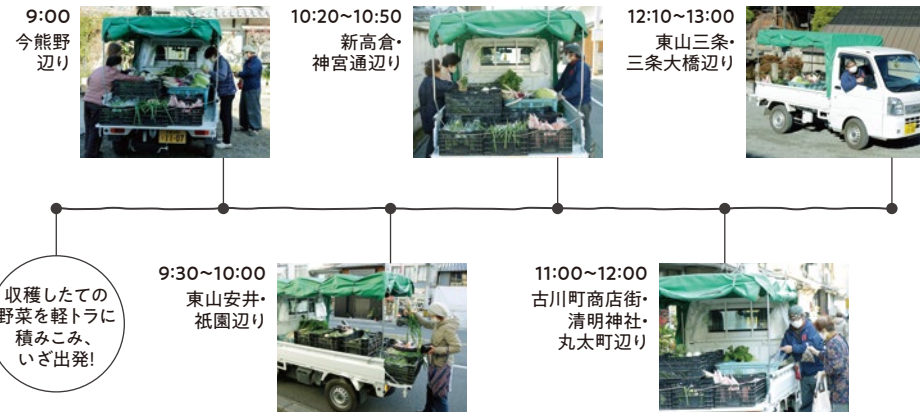 9:00
今熊野
辺り
10:20~10:50
新高倉・
神宮通辺り
12:10~13:00
東山三条・
三条大橋辺り
収穫したての
野菜を軽トラに
積みこみ、
いざ出発!
9:30~10:00
東山安井・
祇園辺り
11:00~12:00
古川町商店街・
清明神社・
丸太町辺り